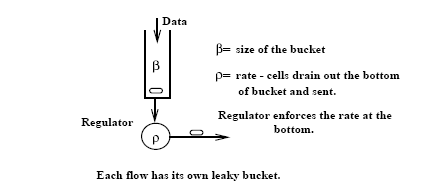 Data
β= size of the bucket
β
ρ= rate - cells drain out the bottom
of bucket and sent.
Regulator enforces the rate at the
bottom.
Regulator
ρ
Each flow has its own leaky bucket.